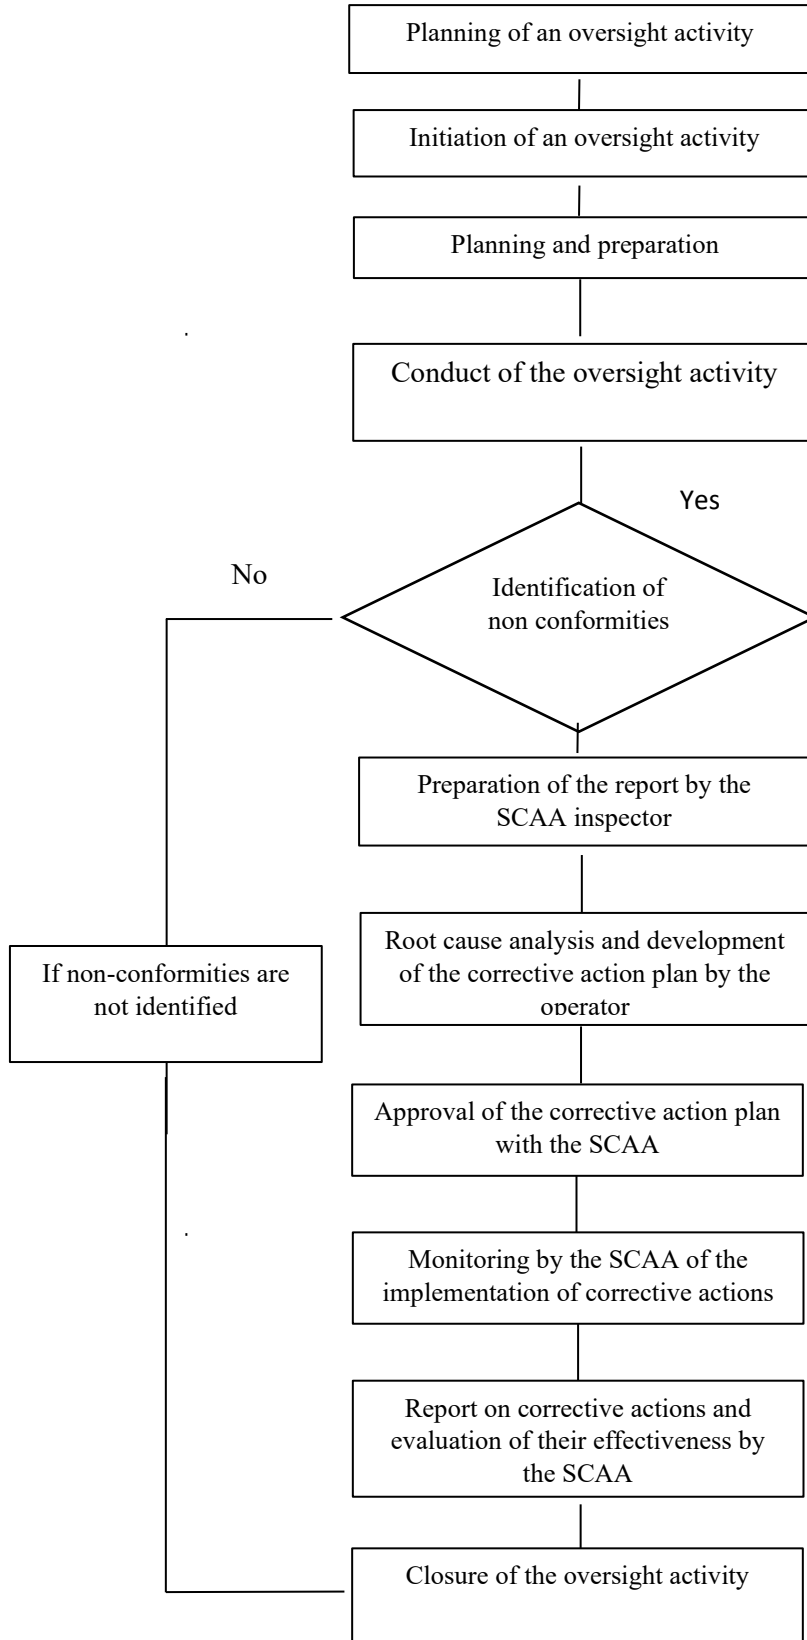 Planning of an oversight activity
Initiation of an oversight activity
Planning and preparation
Conduct of the oversight activity
Yes
No
Identification of
non conformities
Preparation of the report by the
SCAA inspector
Root cause analysis and development
of the corrective action plan by the
operator
If non-conformities are
not identified
Approval of the corrective action plan
with the SCAA
Monitoring by the SCAA of the
implementation of corrective actions
Report on corrective actions and
evaluation of their effectiveness by
the SCAA
Closure of the oversight activity